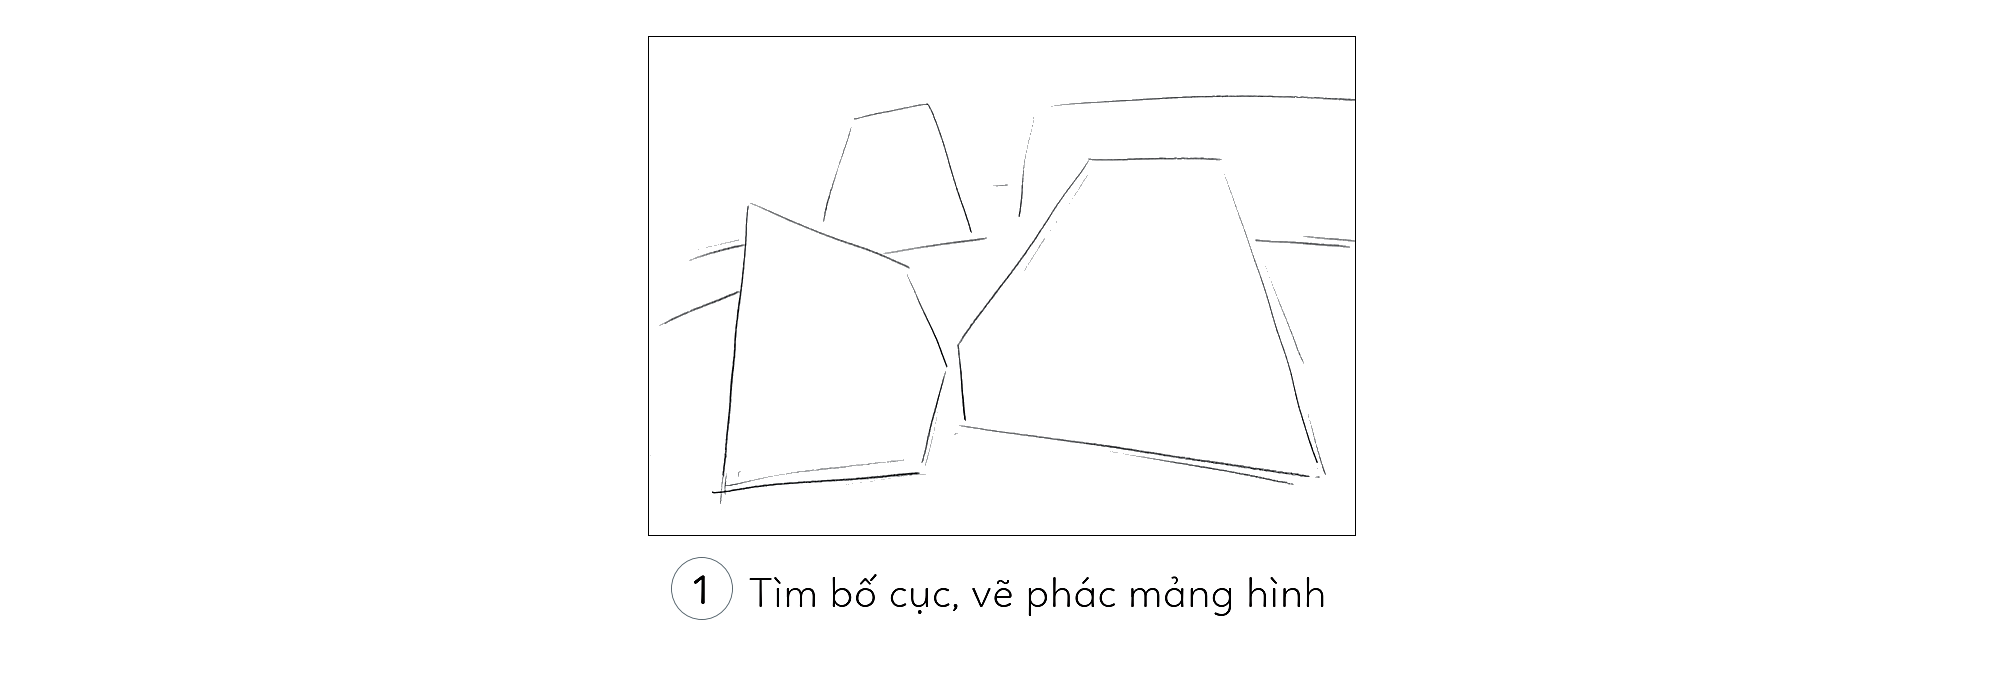 1 Tìm bố cục, vẽ phác mảng hình